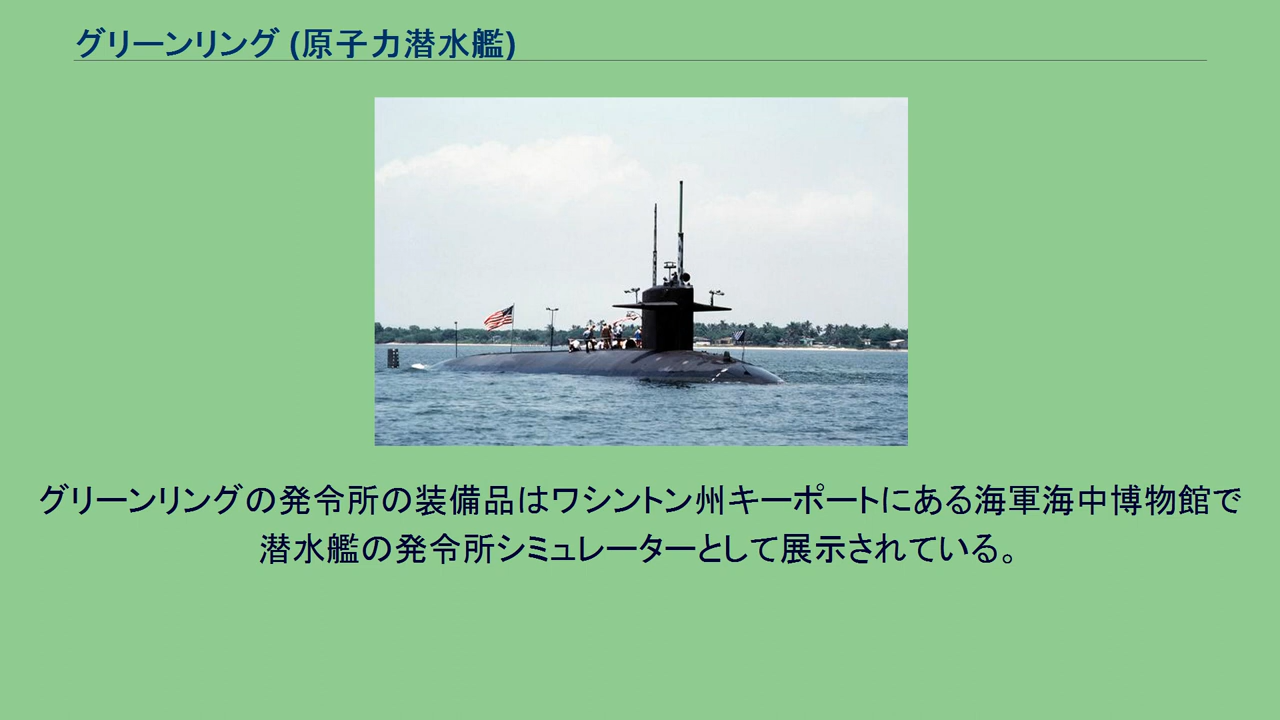 グリーンリング (原子力潜水艦)
グリーンリングの発令所の装備品はワシントン州キーポートにある海軍海中博物館で
潜水艦の発令所シミュレーターとして展示されている。